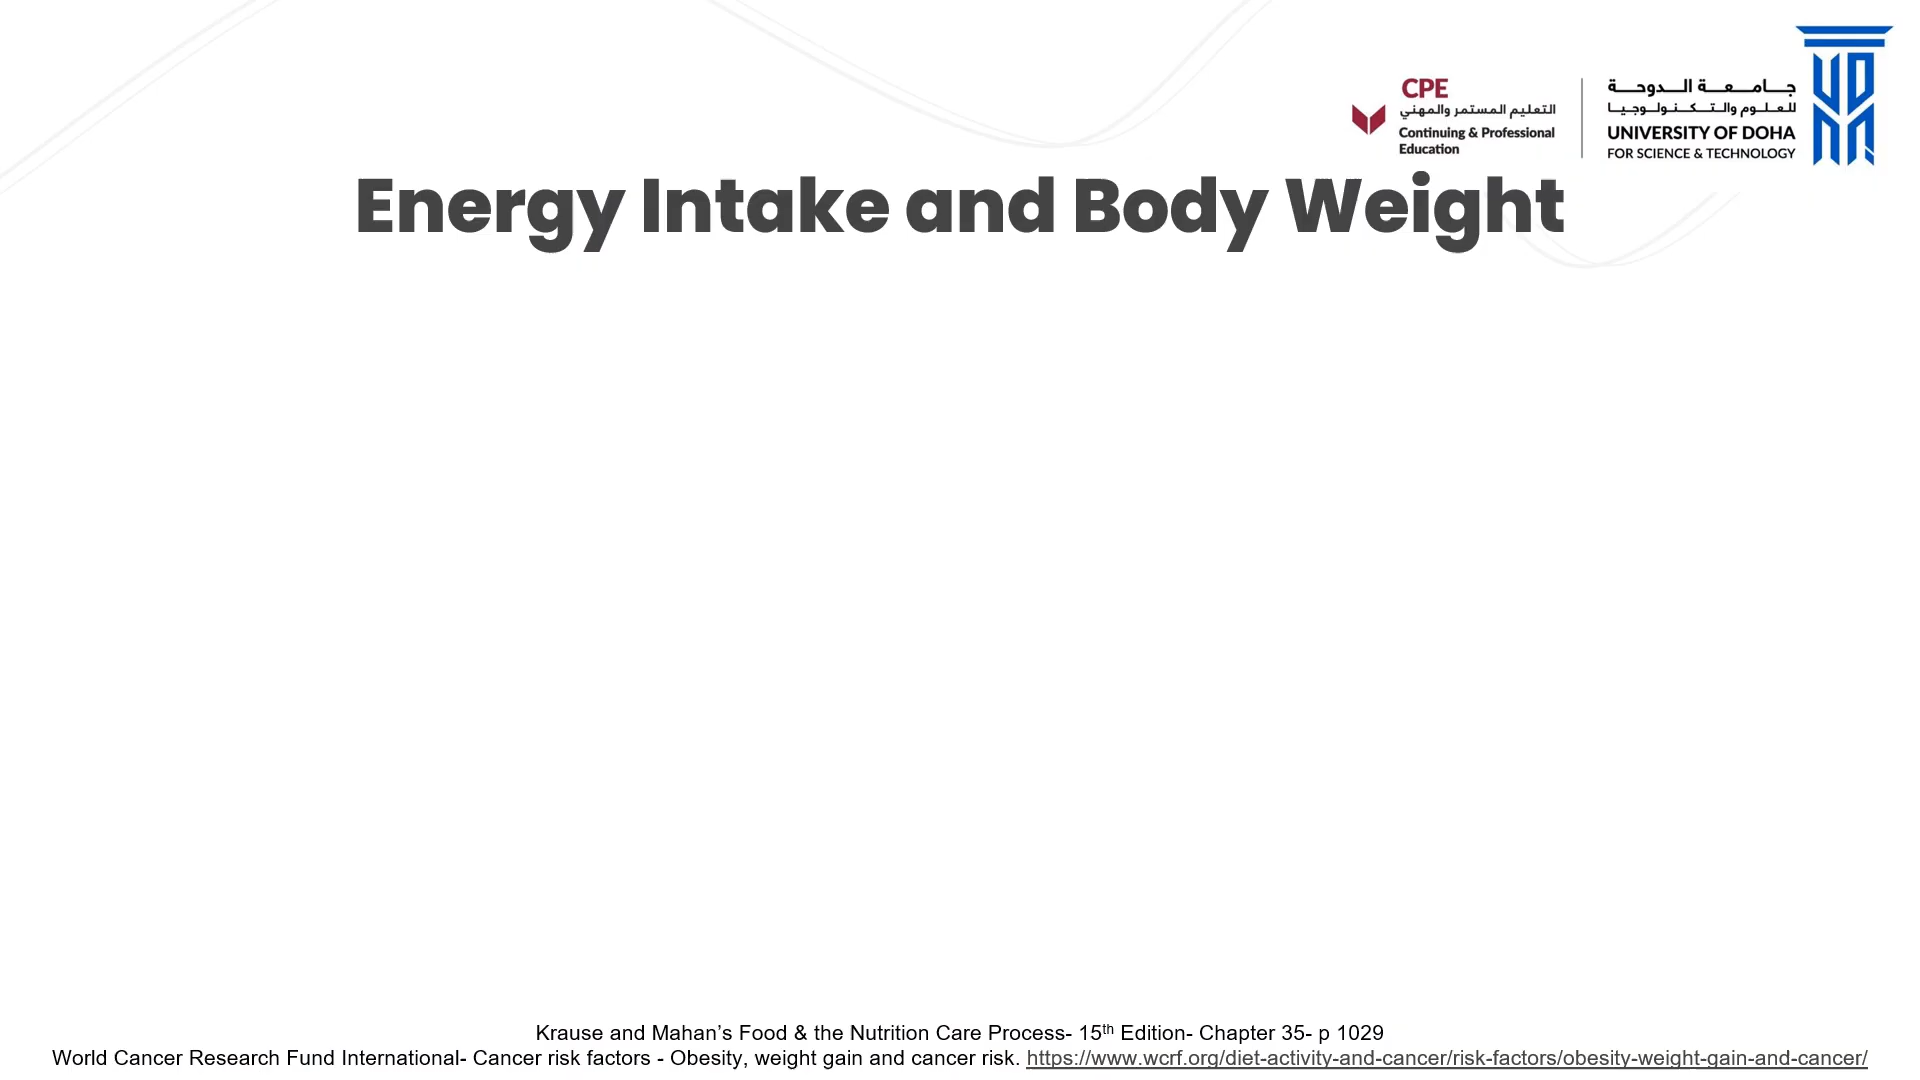 CPE
التعليم المستمر والمهني
Continuing & Professional
Education
جامعة الدوحة
للعلوم والتكنولوجيا
UNIVERSITY OF DOHA
FOR SCIENCE & TECHNOLOGY
Energy Intake and Body Weight
Krause and Mahan’s Food & the Nutrition Care Process- 15th Edition- Chapter 35- p 1029
World Cancer Research Fund International- Cancer risk factors - Obesity, weight gain and cancer risk. https://www.wcrf.org/diet-activity-and-cancer/risk-factors/obesity-weight-gain-and-cancer/